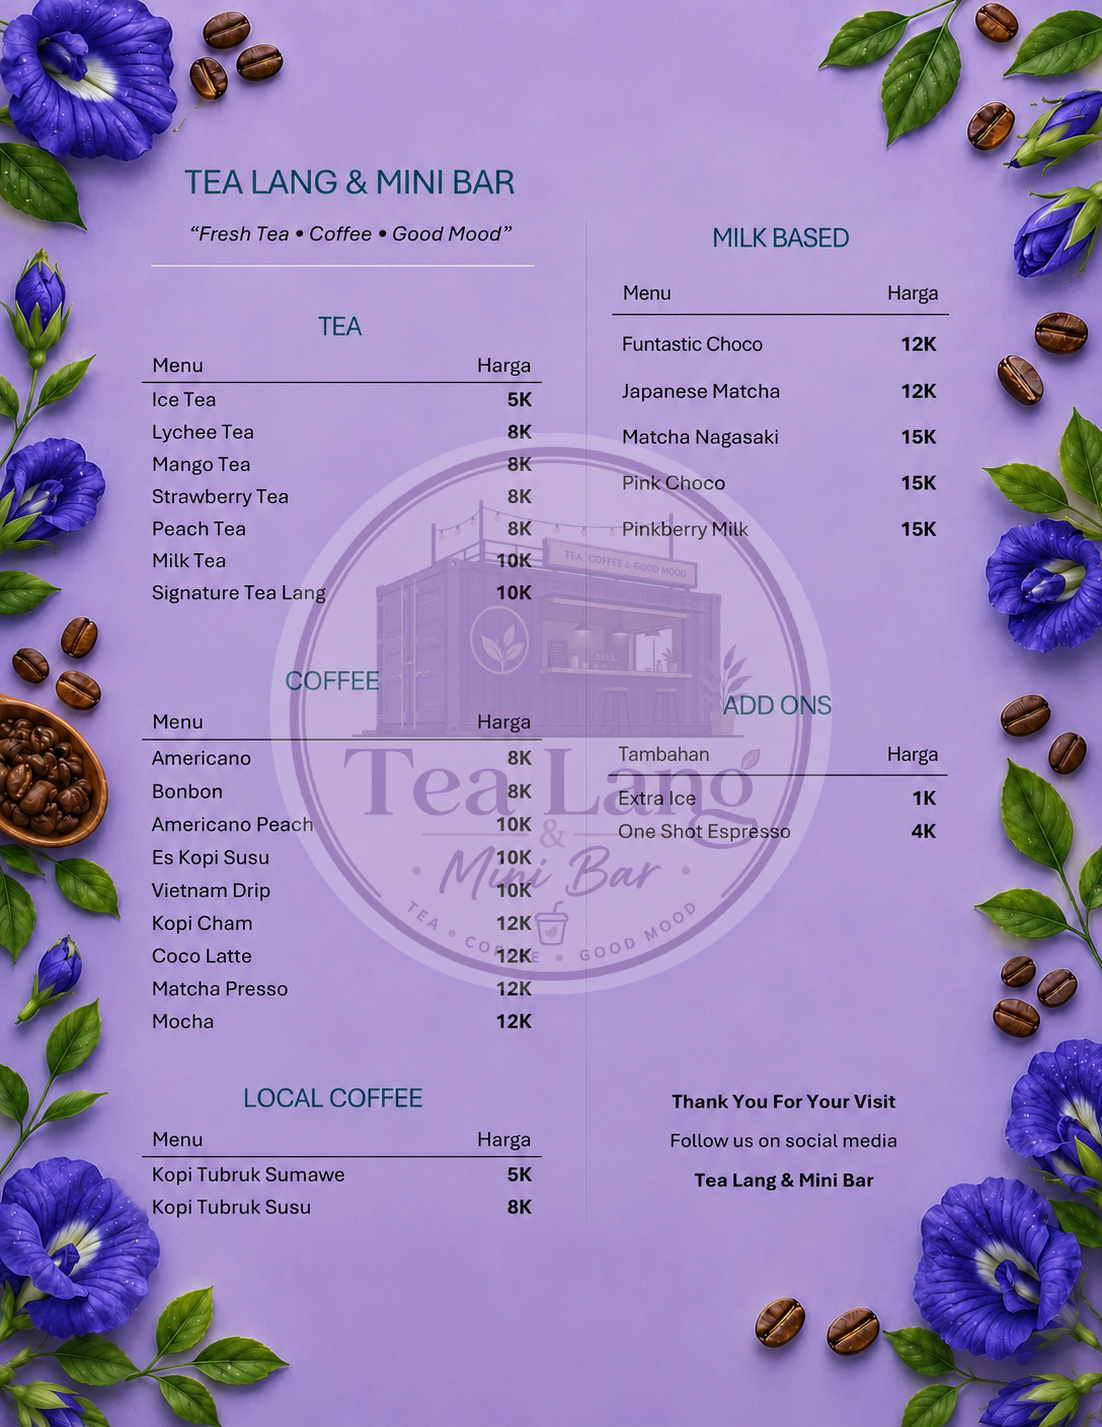 TEA LANG & MINI BAR
“Fresh Tea • Coffee • Good Mood”
TEA
Menu Harga
Ice Tea 5K
Lychee Tea 8K
Mango Tea 8K
Strawberry Tea 8K
Peach Tea 8K
Milk Tea 10K
Signature Tea Lang 10K
COFFEE
Menu Harga
Americano 8K
Bonbon 8K
Americano Peach 10K
Es Kopi Susu 10K
Vietnam Drip 10K
Kopi Cham 12K
Coco Latte 12K
Matcha Presso 12K
Mocha 12K
LOCAL COFFEE
Menu Harga
Kopi Tubruk Sumawe 5K
Kopi Tubruk Susu 8K
MILK BASED
Menu Harga
Funtastic Choco 12K
Japanese Matcha 12K
Matcha Nagasaki 15K
Pink Choco 15K
Pinkberry Milk 15K
ADD ONS
Tambahan Harga
Extra Ice 1K
One Shot Espresso 4K
Thank You For Your Visit
Follow us on social media
Tea Lang & Mini Bar
TEA, COFFEE & GOOD MOOD
Tea Lang
&
Mini Bar
TEA • COFFEE • GOOD MOOD